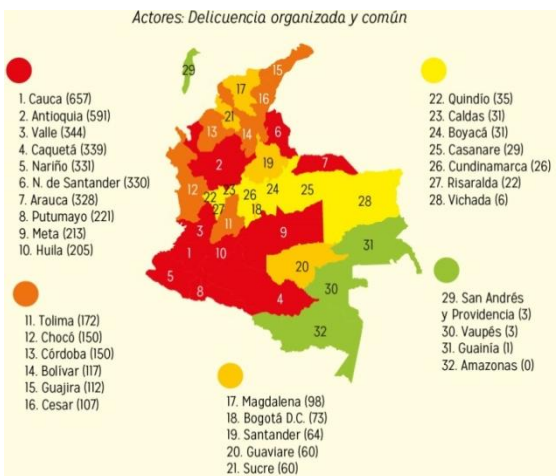 Actores: Delicuencia organizada y común
1. Cauca (657)
2. Antioquia (591)
3. Valle (344)
4. Caquetá (339)
5. Nariño (331)
6. N. de Santander (330)
7. Arauca (328)
8. Putumayo (221)
9. Meta (213)
10. Huila (205)
11. Tolima (172)
12. Chocó (150)
13. Córdoba (150)
14. Bolívar (117)
15. Guajira (112)
16. Cesar (107)
17. Magdalena (98)
18. Bogotá D.C. (73)
19. Santander (64)
20. Guaviare (60)
21. Sucre (60)
22. Quindío (35)
23. Caldas (31)
24. Boyacá (31)
25. Casanare (29)
26. Cundinamarca (26)
27. Risaralda (22)
28. Vichada (6)
29. San Andrés
y Providencia (3)
30. Vaupés (3)
31. Guainía (1)
32. Amazonas (0)
29
15
17
16
21
13
14
6
2
19
7
12
22
23
26
24
25
28
27
18
11
3
9
31
1
10
20
30
5
8
4
32